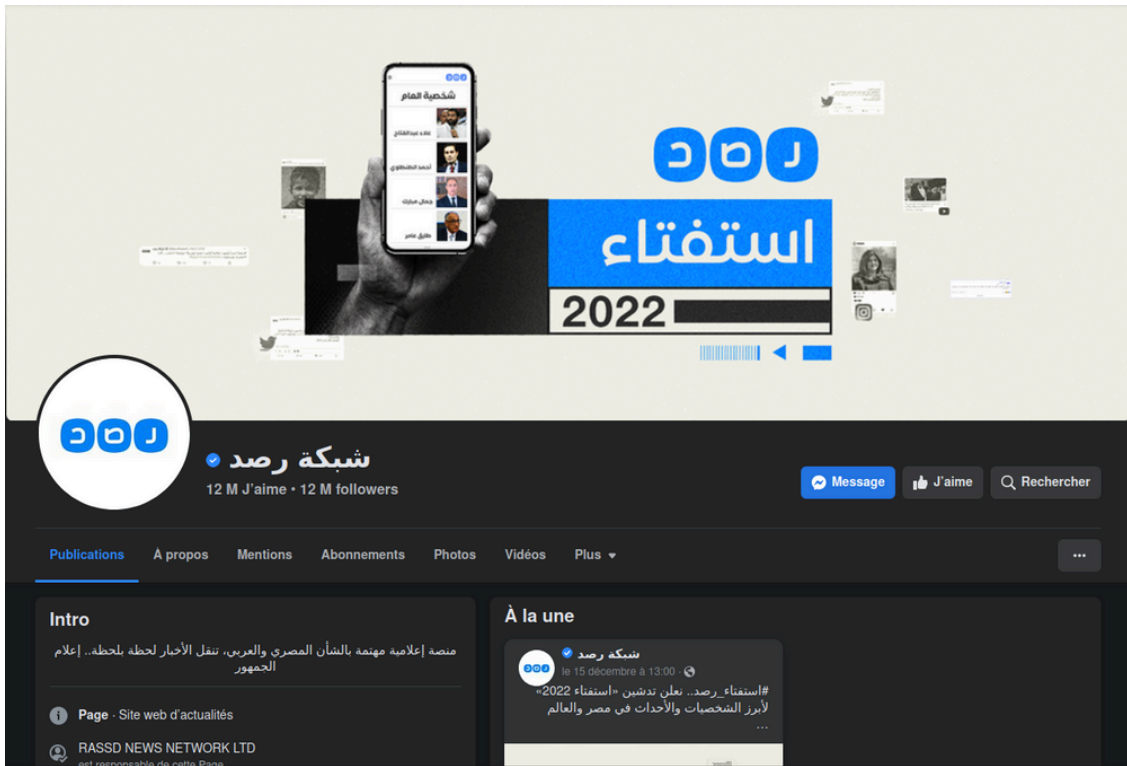 رصد
شخصية العام
علاء عبدالفتاح
أحمد الطنطاوي
جمال مبارك
طارق عامر
رصد
استفتاء
2022
رصد
شبكة رصد
12 M J’aime • 12 M followers
Message
J’aime
Rechercher
Publications
À propos
Mentions
Abonnements
Photos
Vidéos
Plus
Intro
منصة إعلامية مهتمة بالشأن المصري والعربي، تنقل الأخبار لحظة بلحظة.. إعلام
الجمهور
Page · Site web d’actualités
RASSD NEWS NETWORK LTD
est responsable de cette Page
À la une
رصد
شبكة رصد
le 15 décembre à 13:00 ·
#استفتاء_رصد.. نعلن تدشين «استفتاء 2022»
لأبرز الشخصيات والأحداث في مصر والعالم
...